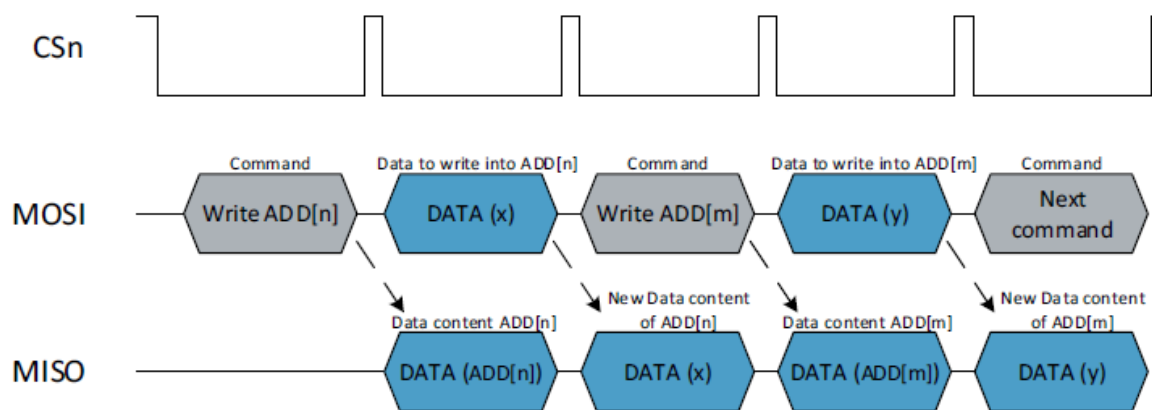 CSn
Command
Data to write into ADD[n]
Command
Data to write into ADD[m]
Command
MOSI
Write ADD[n]
DATA (x)
Write ADD[m]
DATA (y)
Next
command
New Data content
of ADD[n]
New Data content
of ADD[m]
Data content ADD[n]
Data content ADD[m]
MISO
DATA (ADD[n])
DATA (x)
DATA (ADD[m])
DATA (y)